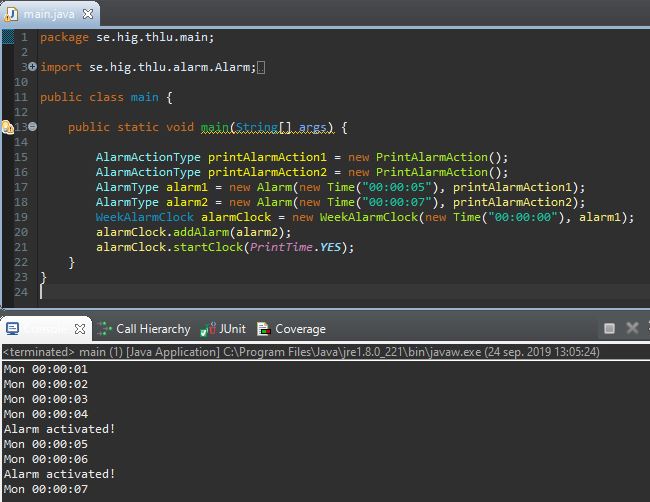 main.java
1 package se.hig.thlu.main;
2
3 import se.hig.thlu.alarm.Alarm;
10
11 public class main {
12
13 public static void main(String[] args) {
14
15 AlarmActionType printAlarmAction1 = new PrintAlarmAction();
16 AlarmActionType printAlarmAction2 = new PrintAlarmAction();
17 AlarmType alarm1 = new Alarm(new Time("00:00:05"), printAlarmAction1);
18 AlarmType alarm2 = new Alarm(new Time("00:00:07"), printAlarmAction2);
19 WeekAlarmClock alarmClock = new WeekAlarmClock(new Time("00:00:00"), alarm1);
20 alarmClock.addAlarm(alarm2);
21 alarmClock.startClock(PrintTime.YES);
22 }
23 }
24
Console Call Hierarchy JUnit Coverage
<terminated> main (1) [Java Application] C:\Program Files\Java\jre1.8.0_221\bin\javaw.exe (24 sep. 2019 13:05:24)
Mon 00:00:01
Mon 00:00:02
Mon 00:00:03
Mon 00:00:04
Alarm activated!
Mon 00:00:05
Mon 00:00:06
Alarm activated!
Mon 00:00:07